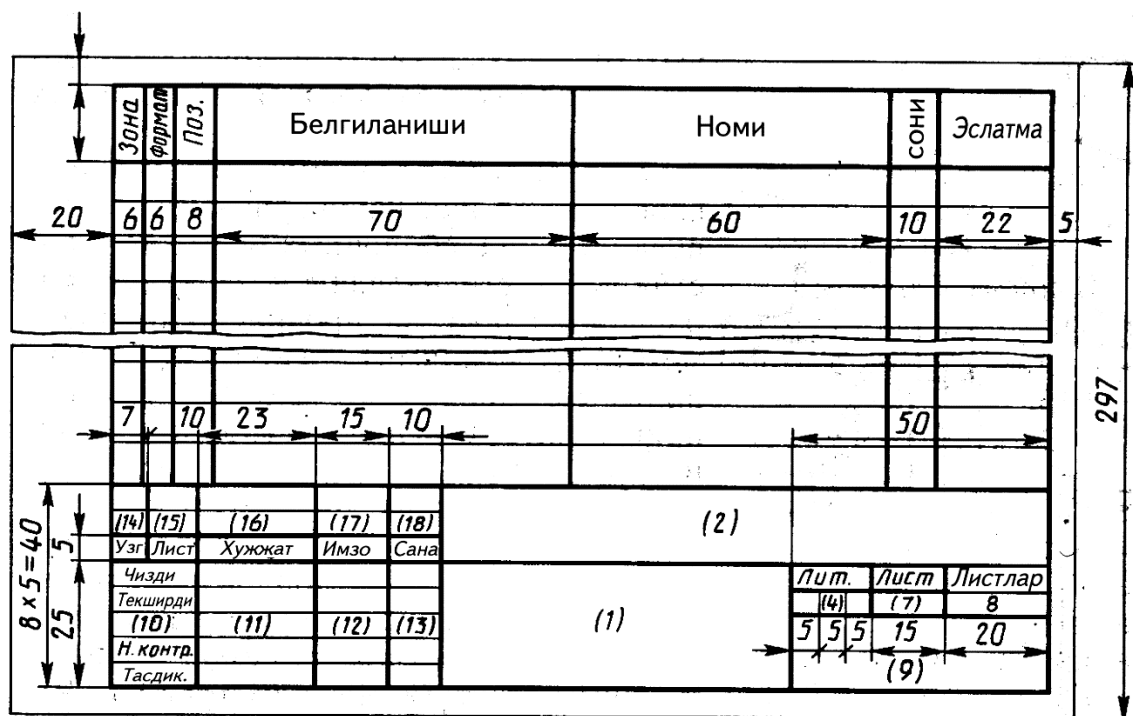 Зона формат Поз. Белгиланиши Номи сони Эслатма
20 6 6 8 70 60 10 22 5
297
7 10 23 15 10 50
8 x 5 = 40
5
25
(14) (15) (16) (17) (18) (2)
Узг Лист Хужжат Имзо Сана
Чизди Лит. Лист Листлар
Текширди (4) (7) 8
(10) (11) (12) (13) (1) 5 5 5 15 20
Н. контр. (9)
Тасдик.